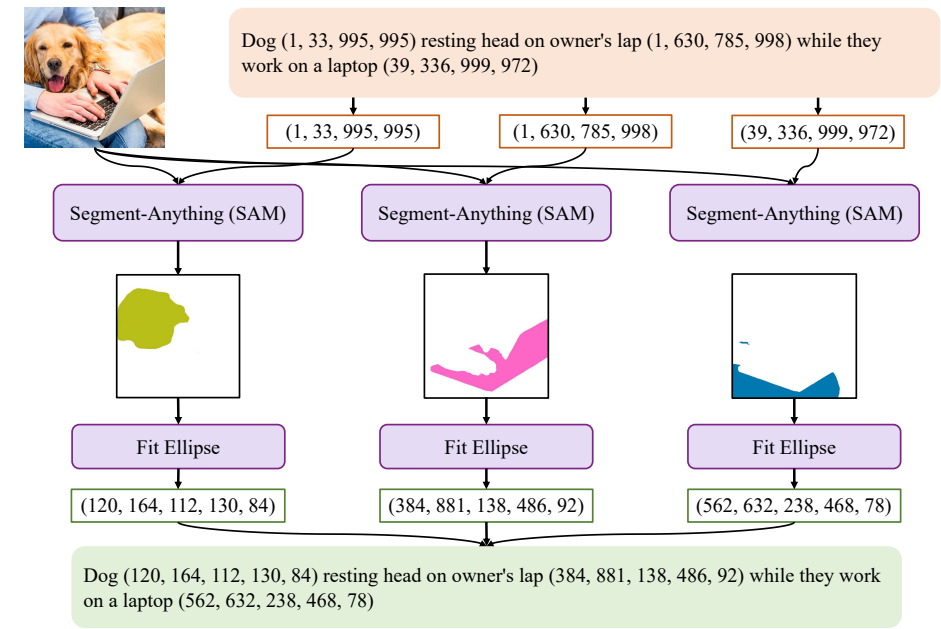 Dog (1, 33, 995, 995) resting head on owner's lap (1, 630, 785, 998) while they
work on a laptop (39, 336, 999, 972)
(1, 33, 995, 995)
(1, 630, 785, 998)
(39, 336, 999, 972)
Segment-Anything (SAM)
Segment-Anything (SAM)
Segment-Anything (SAM)
Fit Ellipse
Fit Ellipse
Fit Ellipse
(120, 164, 112, 130, 84)
(384, 881, 138, 486, 92)
(562, 632, 238, 468, 78)
Dog (120, 164, 112, 130, 84) resting head on owner's lap (384, 881, 138, 486, 92) while they work
on a laptop (562, 632, 238, 468, 78)